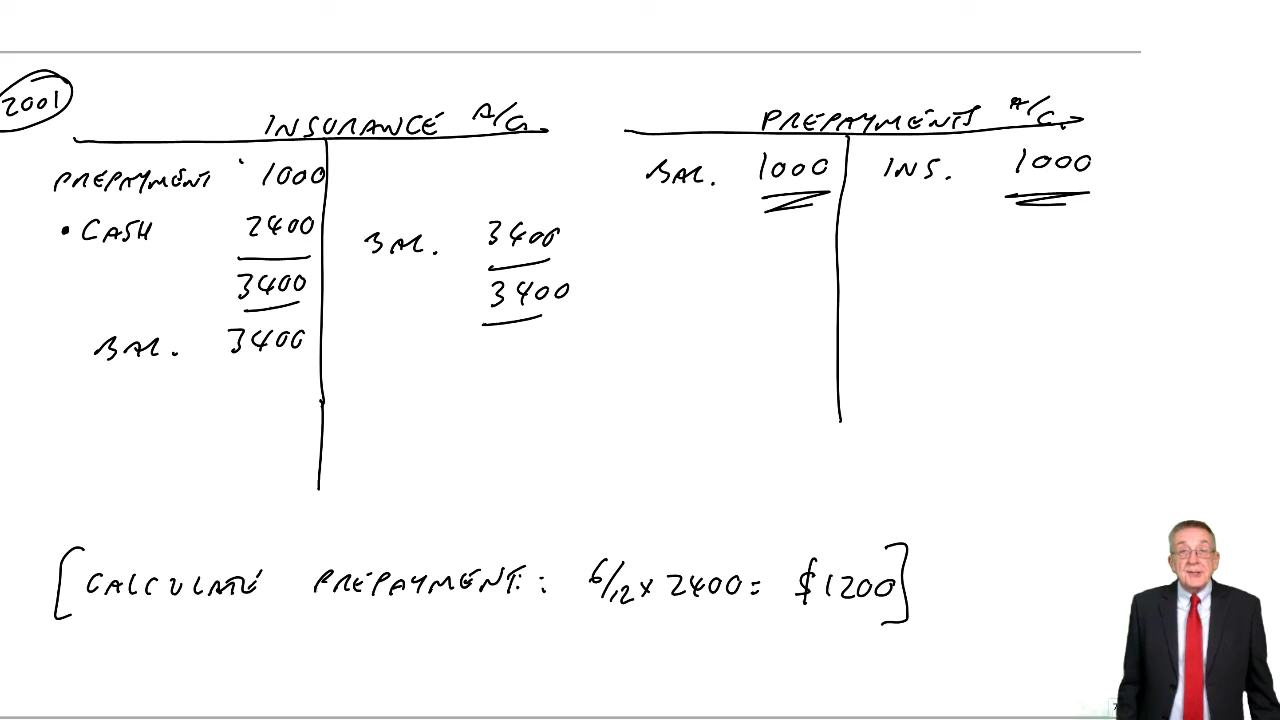 2001
INSURANCE A/C.
PREPAYMENT 1000
• CASH 2400
BAL. 3400
3400
3400
BAL. 3400
PREPAYMENTS A/C.
BAL. 1000
INS. 1000
[CALCULATE PREPAYMENT: 6/12 x 2400 = $1200]